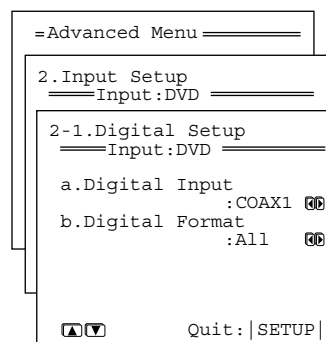 Advanced Menu
2.Input Setup
Input:DVD
2-1.Digital Setup
Input:DVD
a.Digital Input
:COAX1
b.Digital Format
:All
Quit:|SETUP|